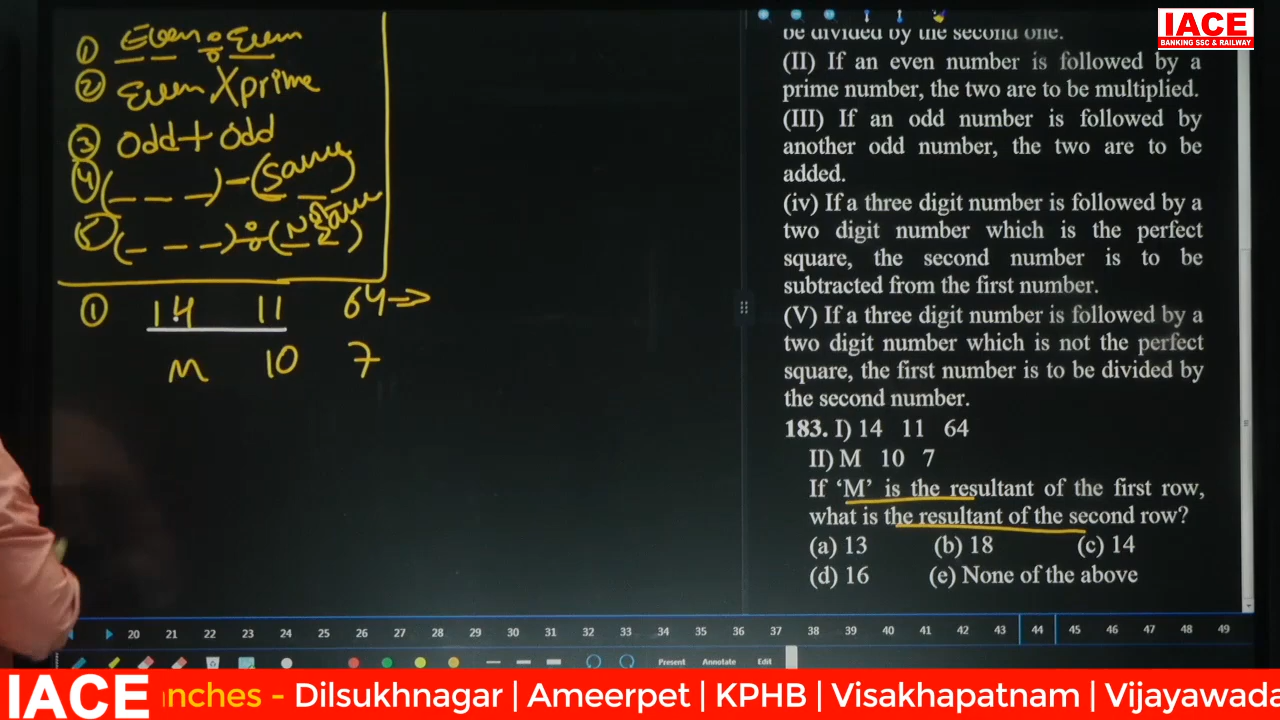 ① Even ÷ Even
② Even X prime
③ Odd + Odd
④ (_ _ _) - (Same
⑤ (_ _ _) ÷ (Not Same)
① 14 11 64 ⇒
M 10 7
IACE
BANKING SSC & RAILWAY
be divided by the second one.
(II) If an even number is followed by a
prime number, the two are to be multiplied.
(III) If an odd number is followed by
another odd number, the two are to be
added.
(iv) If a three digit number is followed by a
two digit number which is the perfect
square, the second number is to be
subtracted from the first number.
(V) If a three digit number is followed by a
two digit number which is not the perfect
square, the first number is to be divided by
the second number.
183. I) 14 11 64
II) M 10 7
If ‘M’ is the resultant of the first row,
what is the resultant of the second row?
(a) 13 (b) 18 (c) 14
(d) 16 (e) None of the above
20 21 22 23 24 25 26 27 28 29 30 31 32 33 34 35 36 37 38 39 40 41 42 43 44 45 46 47 48 49
Present Annotate Edit
IACE anches - Dilsukhnagar | Ameerpet | KPHB | Visakhapatnam | Vijayawada